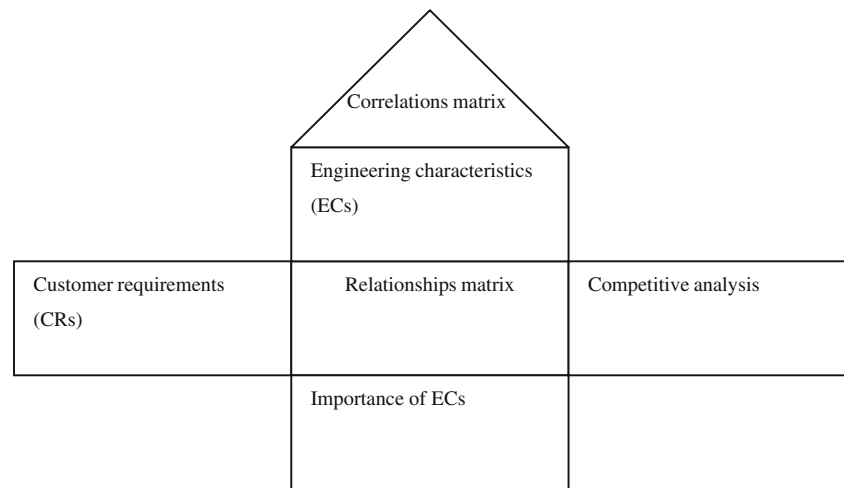 Correlations matrix
Engineering characteristics
(ECs)
Customer requirements
(CRs)
Relationships matrix
Competitive analysis
Importance of ECs